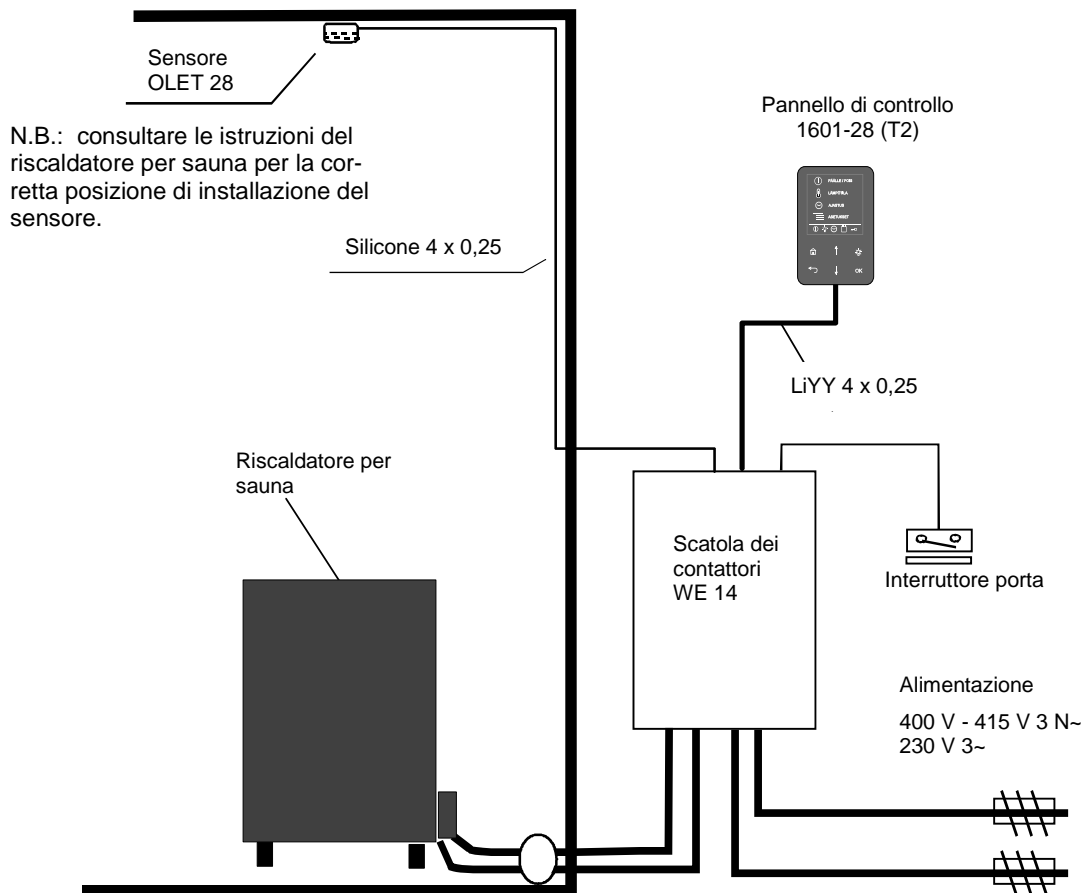 Sensore
OLET 28
N.B.: consultare le istruzioni del
riscaldatore per sauna per la cor-
retta posizione di installazione del
sensore.
Pannello di controllo
1601-28 (T2)
Silicone 4 x 0,25
OK
LiYY 4 x 0,25
Riscaldatore per
sauna
Scatola dei
contattori
WE 14
Interruttore porta
Alimentazione
400 V - 415 V 3 N~
230 V 3~